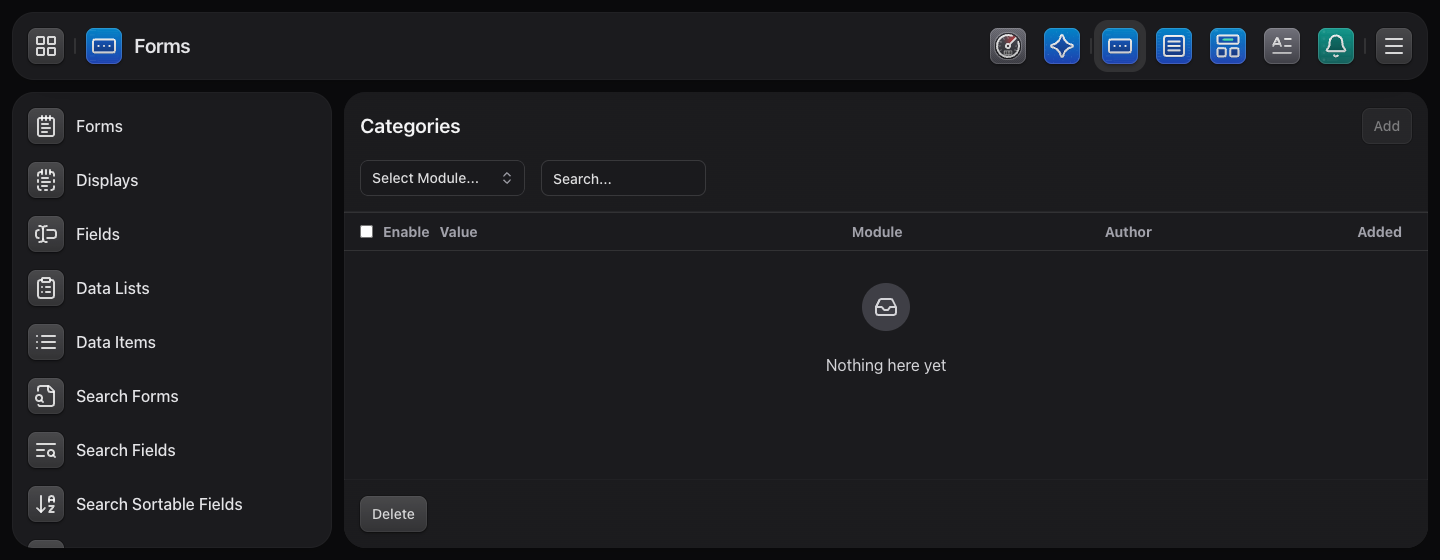 Forms
Forms
Displays
Fields
Data Lists
Data Items
Search Forms
Search Fields
Search Sortable Fields
Categories
Add
Select Module...
Search...
Enable Value Module Author Added
Nothing here yet
Delete